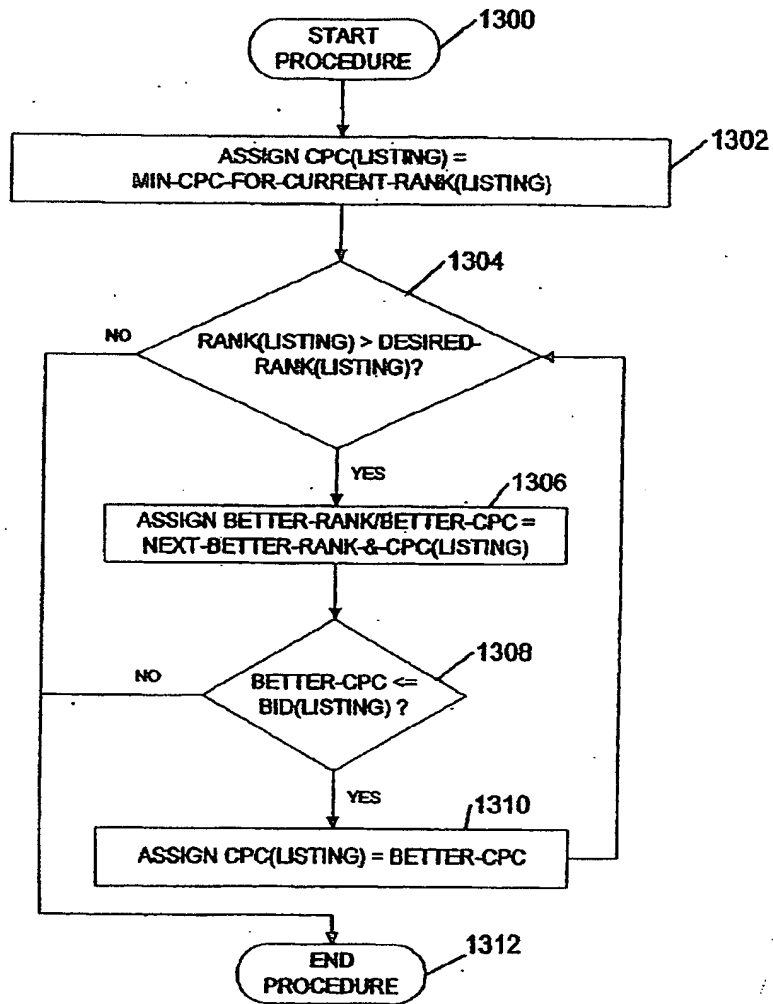 START
PROCEDURE
1300
1302
ASSIGN CPC(LISTING) =
MIN-CPC-FOR-CURRENT-RANK(LISTING)
1304
NO
RANK(LISTING) > DESIRED-
RANK(LISTING)?
YES
1306
ASSIGN BETTER-RANK/BETTER-CPC =
NEXT-BETTER-RANK-&-CPC(LISTING)
1308
NO
BETTER-CPC <=
BID(LISTING) ?
YES
1310
ASSIGN CPC(LISTING) = BETTER-CPC
END
PROCEDURE
1312